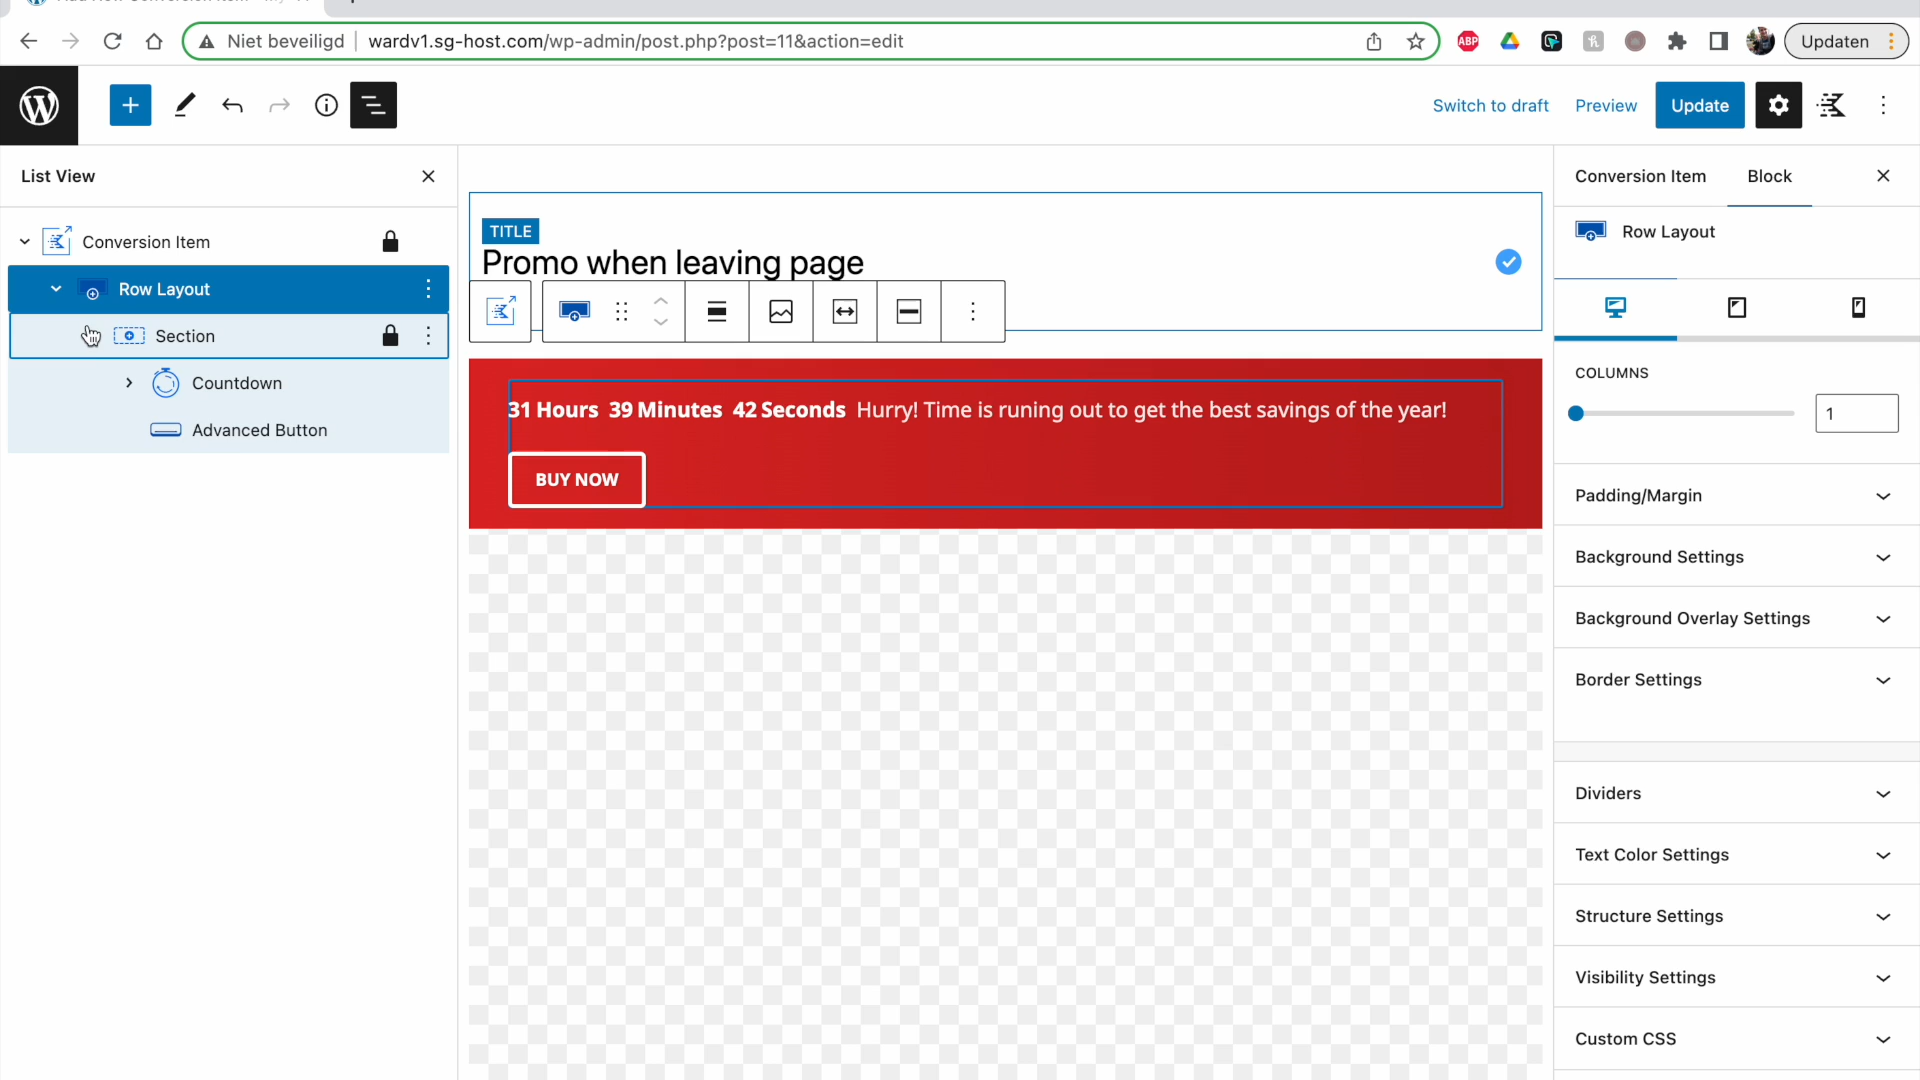 Niet beveiligd
wardv1.sg-host.com/wp-admin/post.php?post=11&action=edit
ABP
Updaten
Switch to draft
Preview
Update
List View
Conversion Item
Row Layout
Section
Countdown
Advanced Button
TITLE
Promo when leaving page
31 Hours 39 Minutes 42 Seconds Hurry! Time is runing out to get the best savings of the year!
BUY NOW
Conversion Item
Block
Row Layout
COLUMNS
1
Padding/Margin
Background Settings
Background Overlay Settings
Border Settings
Dividers
Text Color Settings
Structure Settings
Visibility Settings
Custom CSS